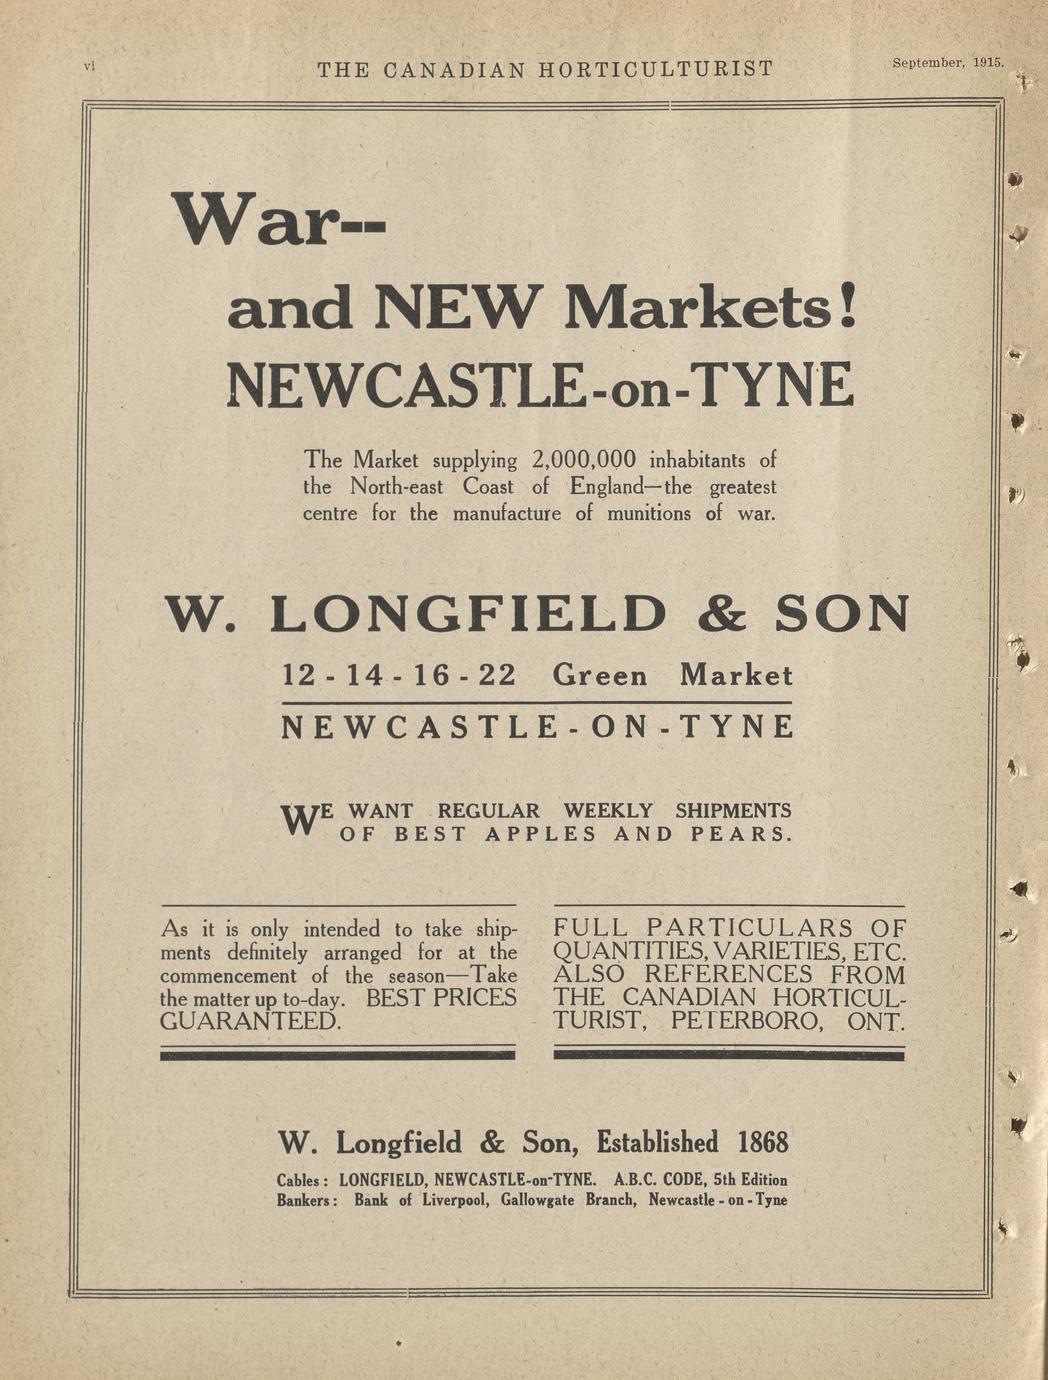 vi
THE CANADIAN HORTICULTURIST
September, 1915.
War--
and NEW Markets!
NEWCASTLE-on-TYNE
The Market supplying 2,000,000 inhabitants of
the North-east Coast of England—the greatest
centre for the manufacture of munitions of war.
W. LONGFIELD & SON
12 - 14 - 16 - 22 Green Market
NEWCASTLE-ON-TYNE
WE WANT REGULAR WEEKLY SHIPMENTS
OF BEST APPLES AND PEARS.
As it is only intended to take ship-
ments definitely arranged for at the
commencement of the season—Take
the matter up to-day. BEST PRICES
GUARANTEED.
FULL PARTICULARS OF
QUANTITIES, VARIETIES, ETC.
ALSO REFERENCES FROM
THE CANADIAN HORTICUL-
TURIST, PETERBORO, ONT.
W. Longfield & Son, Established 1868
Cables: LONGFIELD, NEWCASTLE-on-TYNE. A.B.C. CODE, 5th Edition
Bankers: Bank of Liverpool, Gallowgate Branch, Newcastle-on-Tyne